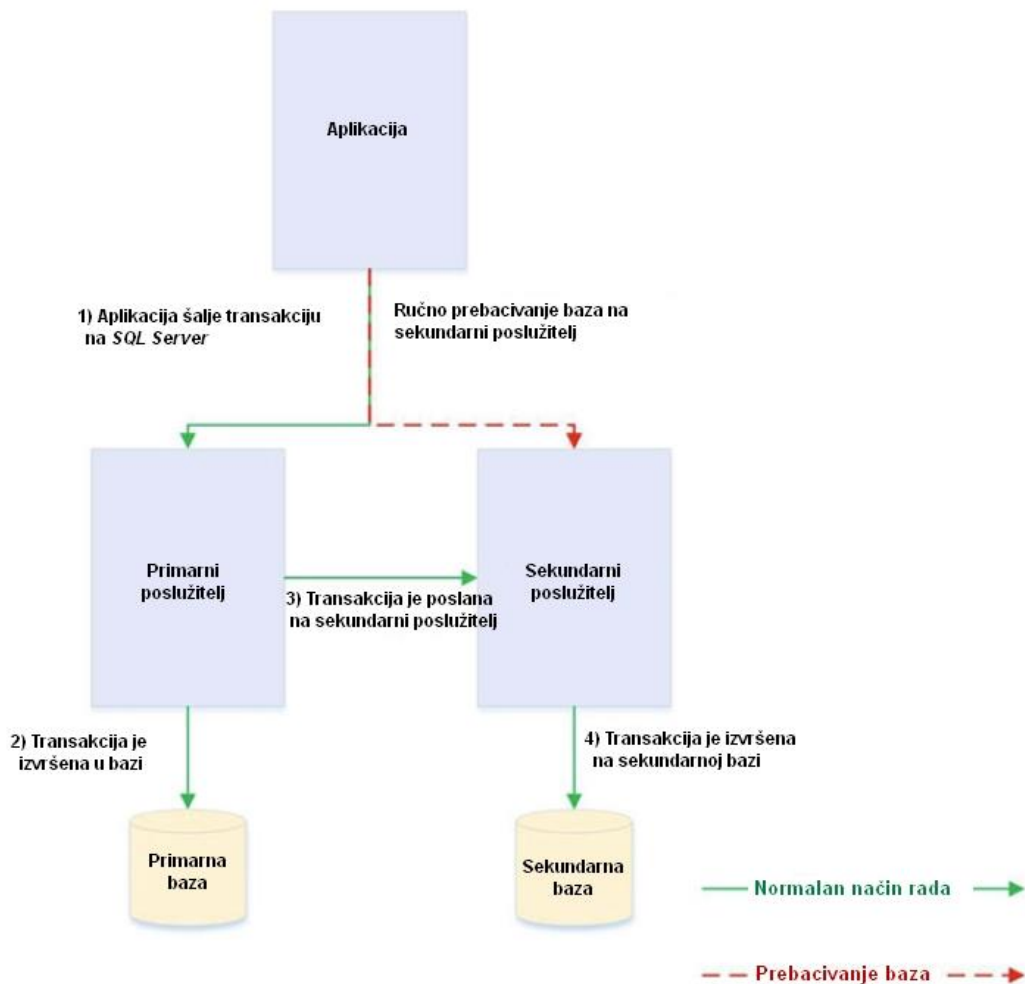 Aplikacija
1) Aplikacija šalje transakciju
na SQL Server
Ručno prebacivanje baza na
sekundarni poslužitelj
Primarni
poslužitelj
Sekundarni
poslužitelj
3) Transakcija je poslana
na sekundarni poslužitelj
2) Transakcija je
izvršena u bazi
4) Transakcija je izvršena
na sekundarnoj bazi
Primarna
baza
Sekundarna
baza
Normalan način rada
Prebacivanje baza